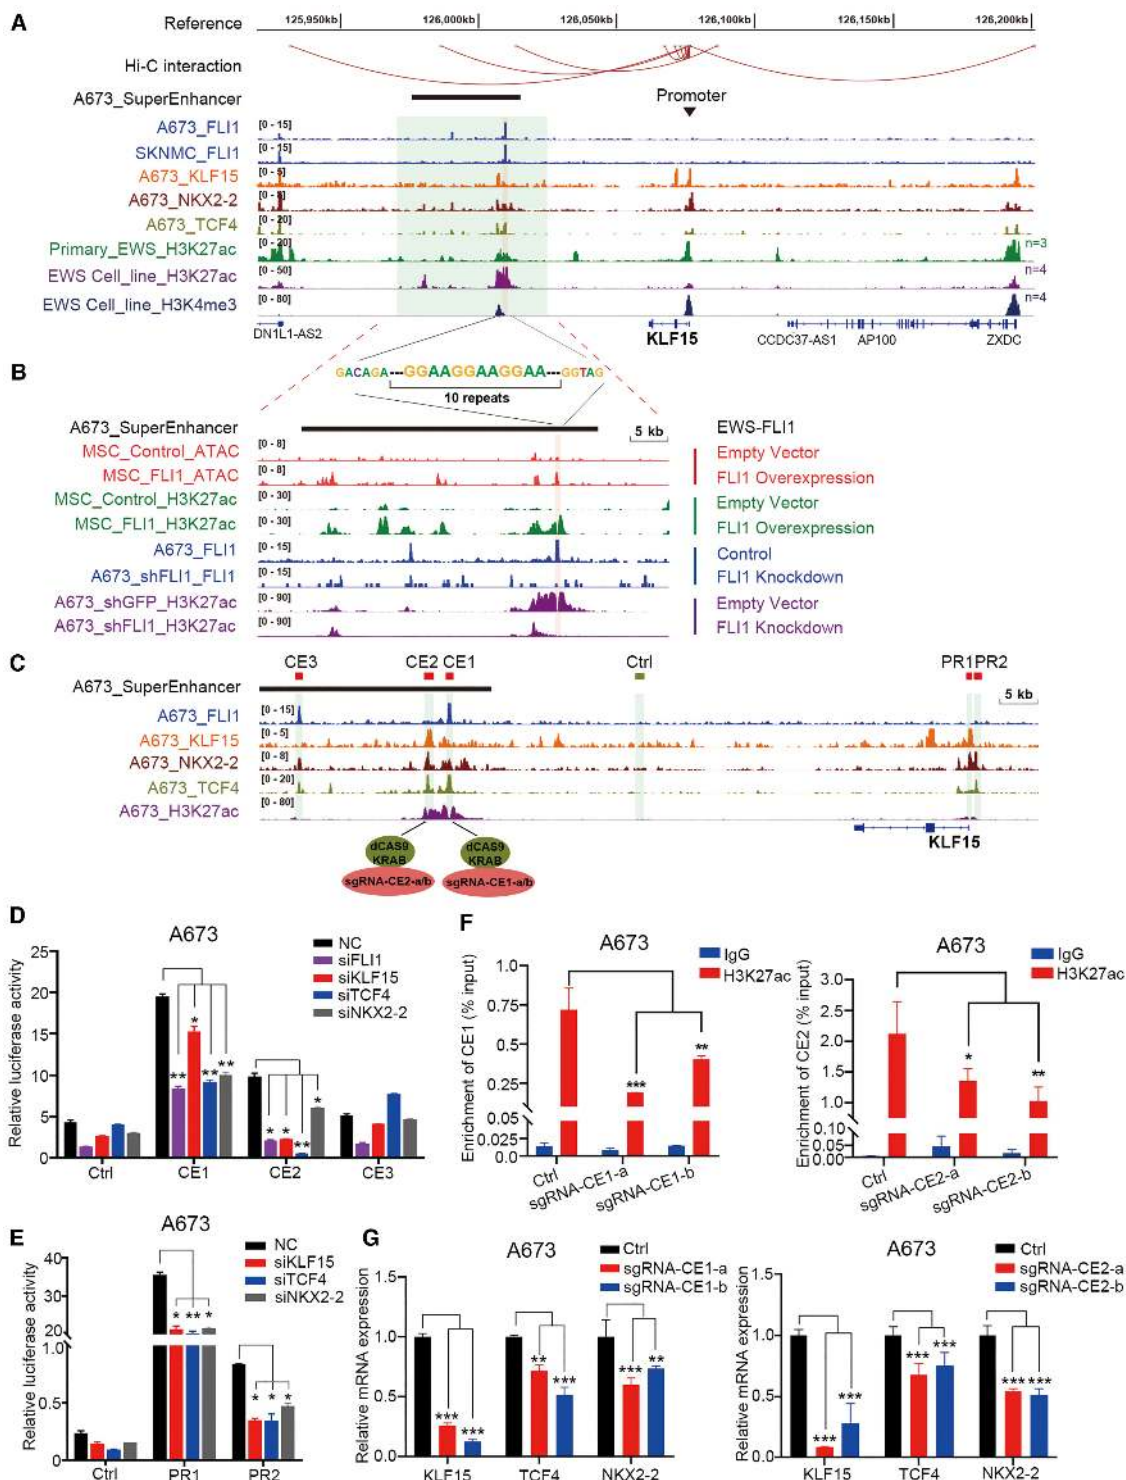 A
Reference
125,950kb
126,000kb
126,050kb
126,100kb
126,150kb
126,200kb
Hi-C interaction
A673_SuperEnhancer
Promoter
A673_FLI1
[0 - 15]
SKNMC_FLI1
[0 - 15]
A673_KLF15
[0 - 5]
A673_NKX2-2
[0 - 8]
A673_TCF4
[0 - 20]
Primary_EWS_H3K27ac
[0 - 20]
n=3
EWS Cell_line_H3K27ac
[0 - 50]
n=4
EWS Cell_line_H3K4me3
[0 - 80]
n=4
DN1L1-AS2
KLF15
CCDC37-AS1
AP100
ZXDC
B
GACAGA---GGAAGGAAGGAA---GGTAG
10 repeats
A673_SuperEnhancer
5 kb
EWS-FLI1
MSC_Control_ATAC
[0 - 8]
Empty Vector
MSC_FLI1_ATAC
[0 - 8]
FLI1 Overexpression
MSC_Control_H3K27ac
[0 - 30]
Empty Vector
MSC_FLI1_H3K27ac
[0 - 30]
FLI1 Overexpression
A673_FLI1
[0 - 15]
Control
A673_shFLI1_FLI1
[0 - 15]
FLI1 Knockdown
A673_shGFP_H3K27ac
[0 - 90]
Empty Vector
A673_shFLI1_H3K27ac
[0 - 90]
FLI1 Knockdown
C
CE3
CE2
CE1
Ctrl
PR1
PR2
A673_SuperEnhancer
5 kb
A673_FLI1
[0 - 15]
A673_KLF15
[0 - 5]
A673_NKX2-2
[0 - 8]
A673_TCF4
[0 - 20]
A673_H3K27ac
[0 - 80]
KLF15
dCAS9
KRAB
sgRNA-CE2-a/b
dCAS9
KRAB
sgRNA-CE1-a/b
D
A673
Relative luciferase activity
25
20
15
10
5
0
NC
siFLI1
siKLF15
siTCF4
siNKX2-2
**
*
**
**
*
*
**
*
Ctrl
CE1
CE2
CE3
F
A673
Enrichment of CE1 (% input)
1.0
0.75
0.50
0.25
0.05
0.025
0.00
IgG
H3K27ac
***
**
Ctrl
sgRNA-CE1-a
sgRNA-CE1-b
A673
Enrichment of CE2 (% input)
3.0
2.5
2.0
1.5
1.0
0.10
0.05
0.00
IgG
H3K27ac
*
**
Ctrl
sgRNA-CE2-a
sgRNA-CE2-b
E
A673
Relative luciferase activity
40
30
20
1.0
0.5
0.0
NC
siKLF15
siTCF4
siNKX2-2
*
**
*
*
*
*
Ctrl
PR1
PR2
G
A673
Relative mRNA expression
1.5
1.0
0.5
0.0
Ctrl
sgRNA-CE1-a
sgRNA-CE1-b
***
***
**
***
***
**
KLF15
TCF4
NKX2-2
A673
Relative mRNA expression
1.5
1.0
0.5
0.0
Ctrl
sgRNA-CE2-a
sgRNA-CE2-b
***
***
***
***
***
***
KLF15
TCF4
NKX2-2